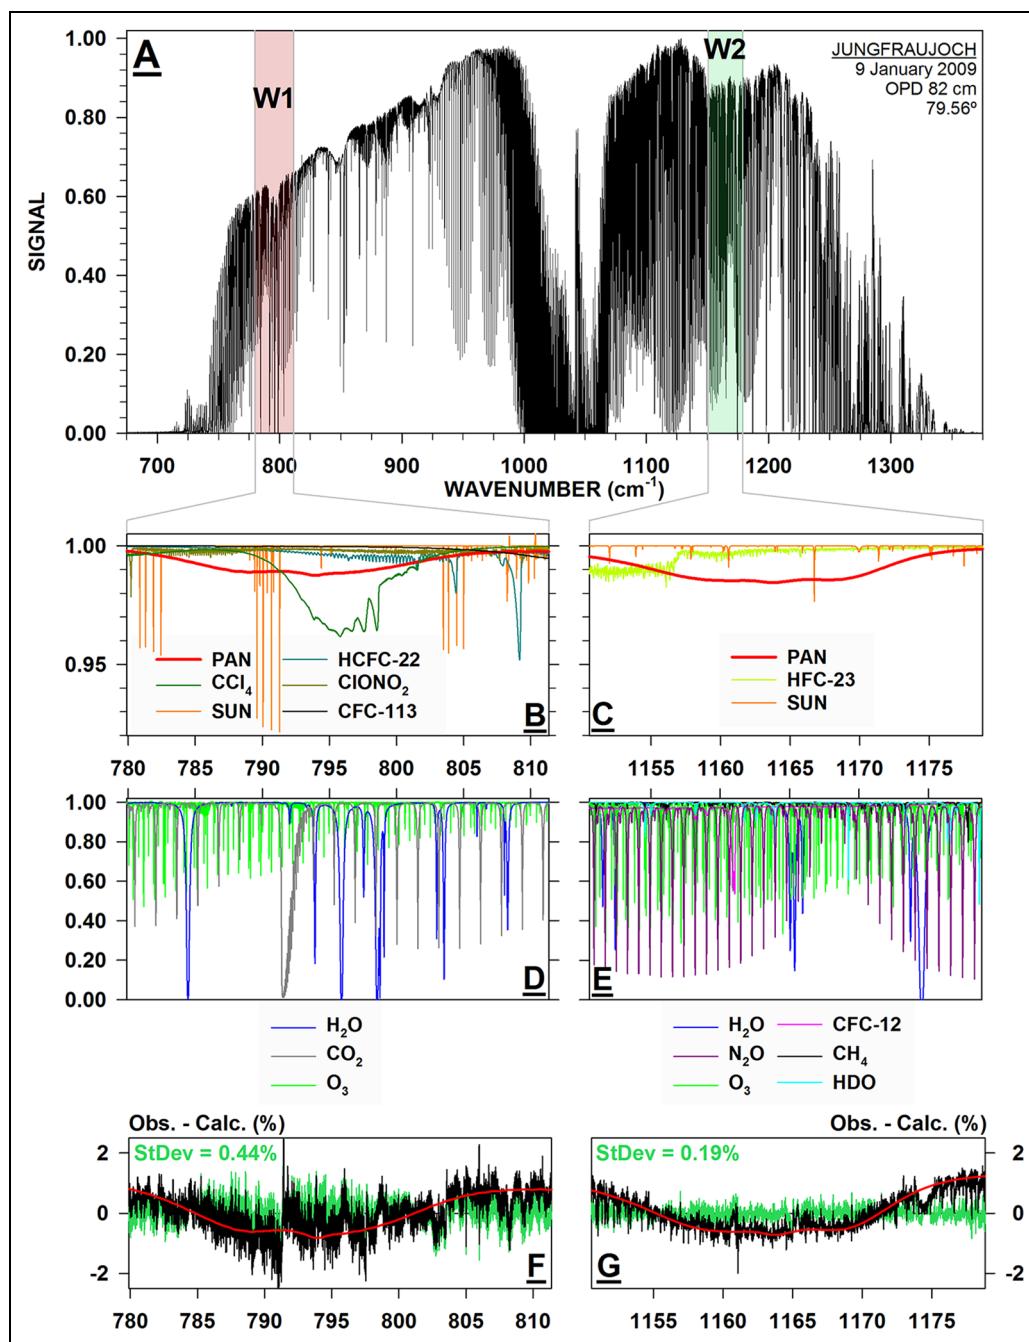 A
W1
W2
JUNGFRAUJOCH
9 January 2009
OPD 82 cm
79.56º
SIGNAL
1.00
0.80
0.60
0.40
0.20
0.00
700 800 900 1000 1100 1200 1300
WAVENUMBER (cm-1)
1.00
0.95
PAN
CCl4
SUN
HCFC-22
ClONO2
CFC-113
B
780 785 790 795 800 805 810
1.00
PAN
HFC-23
SUN
C
1155 1160 1165 1170 1175
1.00
0.80
0.60
0.40
0.20
0.00
D
E
H2O
CO2
O3
H2O
N2O
O3
CFC-12
CH4
HDO
Obs. - Calc. (%)
StDev = 0.44%
2
0
-2
F
780 785 790 795 800 805 810
Obs. - Calc. (%)
StDev = 0.19%
2
0
-2
G
1155 1160 1165 1170 1175